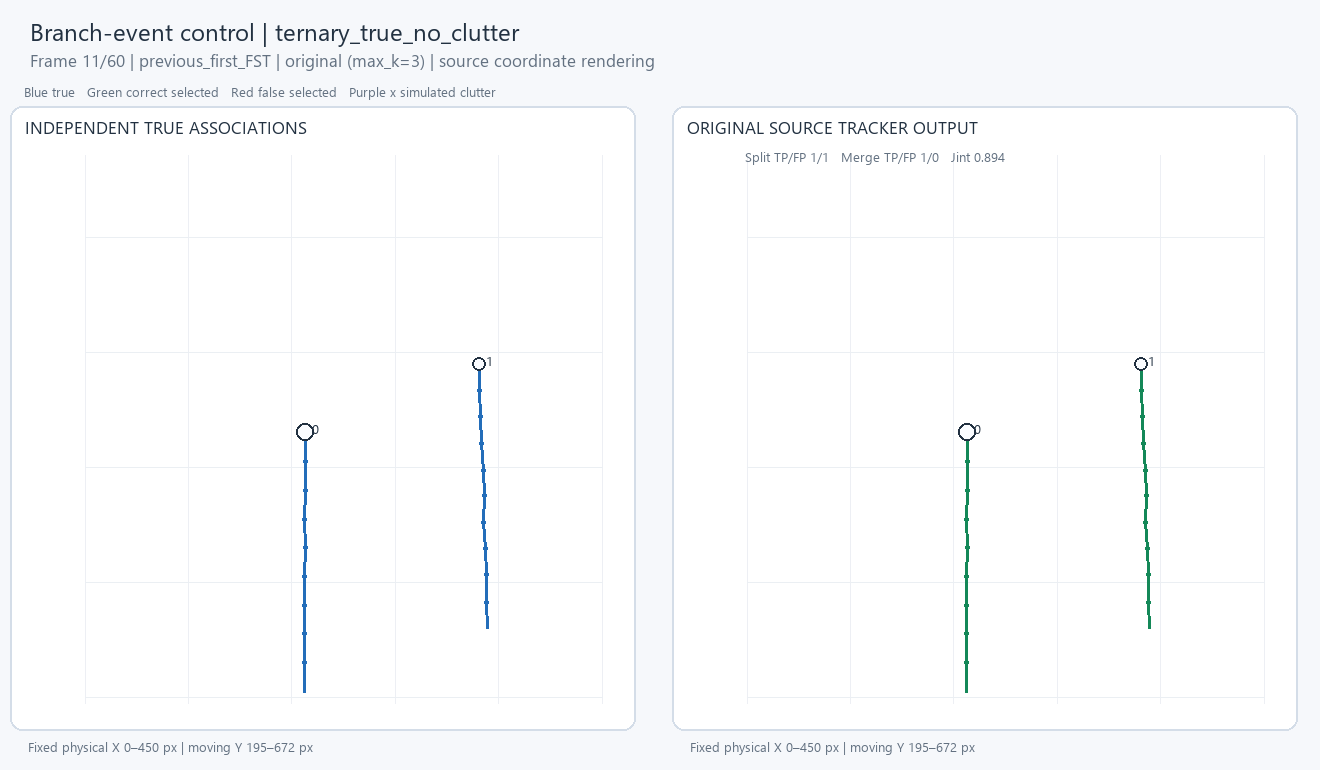 Branch-event control | ternary_true_no_clutter
Frame 11/60 | previous_first_FST | original (max_k=3) | source coordinate rendering
Blue true   Green correct selected   Red false selected   Purple x simulated clutter
INDEPENDENT TRUE ASSOCIATIONS
1
0
Fixed physical X 0–450 px | moving Y 195–672 px
ORIGINAL SOURCE TRACKER OUTPUT
Split TP/FP 1/1   Merge TP/FP 1/0   Jint 0.894
1
0
Fixed physical X 0–450 px | moving Y 195–672 px